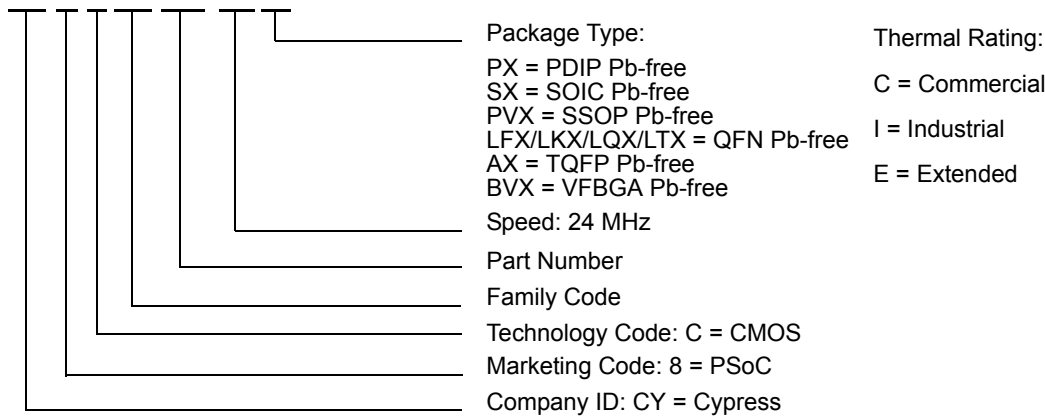 Package Type:
PX = PDIP Pb-free
SX = SOIC Pb-free
PVX = SSOP Pb-free
LFX/LKX/LQX/LTX = QFN Pb-free
AX = TQFP Pb-free
BVX = VFBGA Pb-free
Speed: 24 MHz
Part Number
Family Code
Technology Code: C = CMOS
Marketing Code: 8 = PSoC
Company ID: CY = Cypress
Thermal Rating:
C = Commercial
I = Industrial
E = Extended